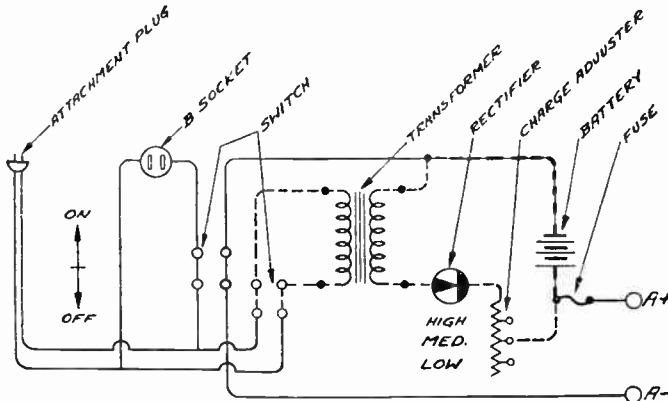 ATTACHMENT PLUG
B SOCKET
SWITCH
TRANSFORMER
RECTIFIER
CHARGE ADJUSTER
BATTERY
FUSE
ON
OFF
HIGH
MED.
LOW
A+
A-